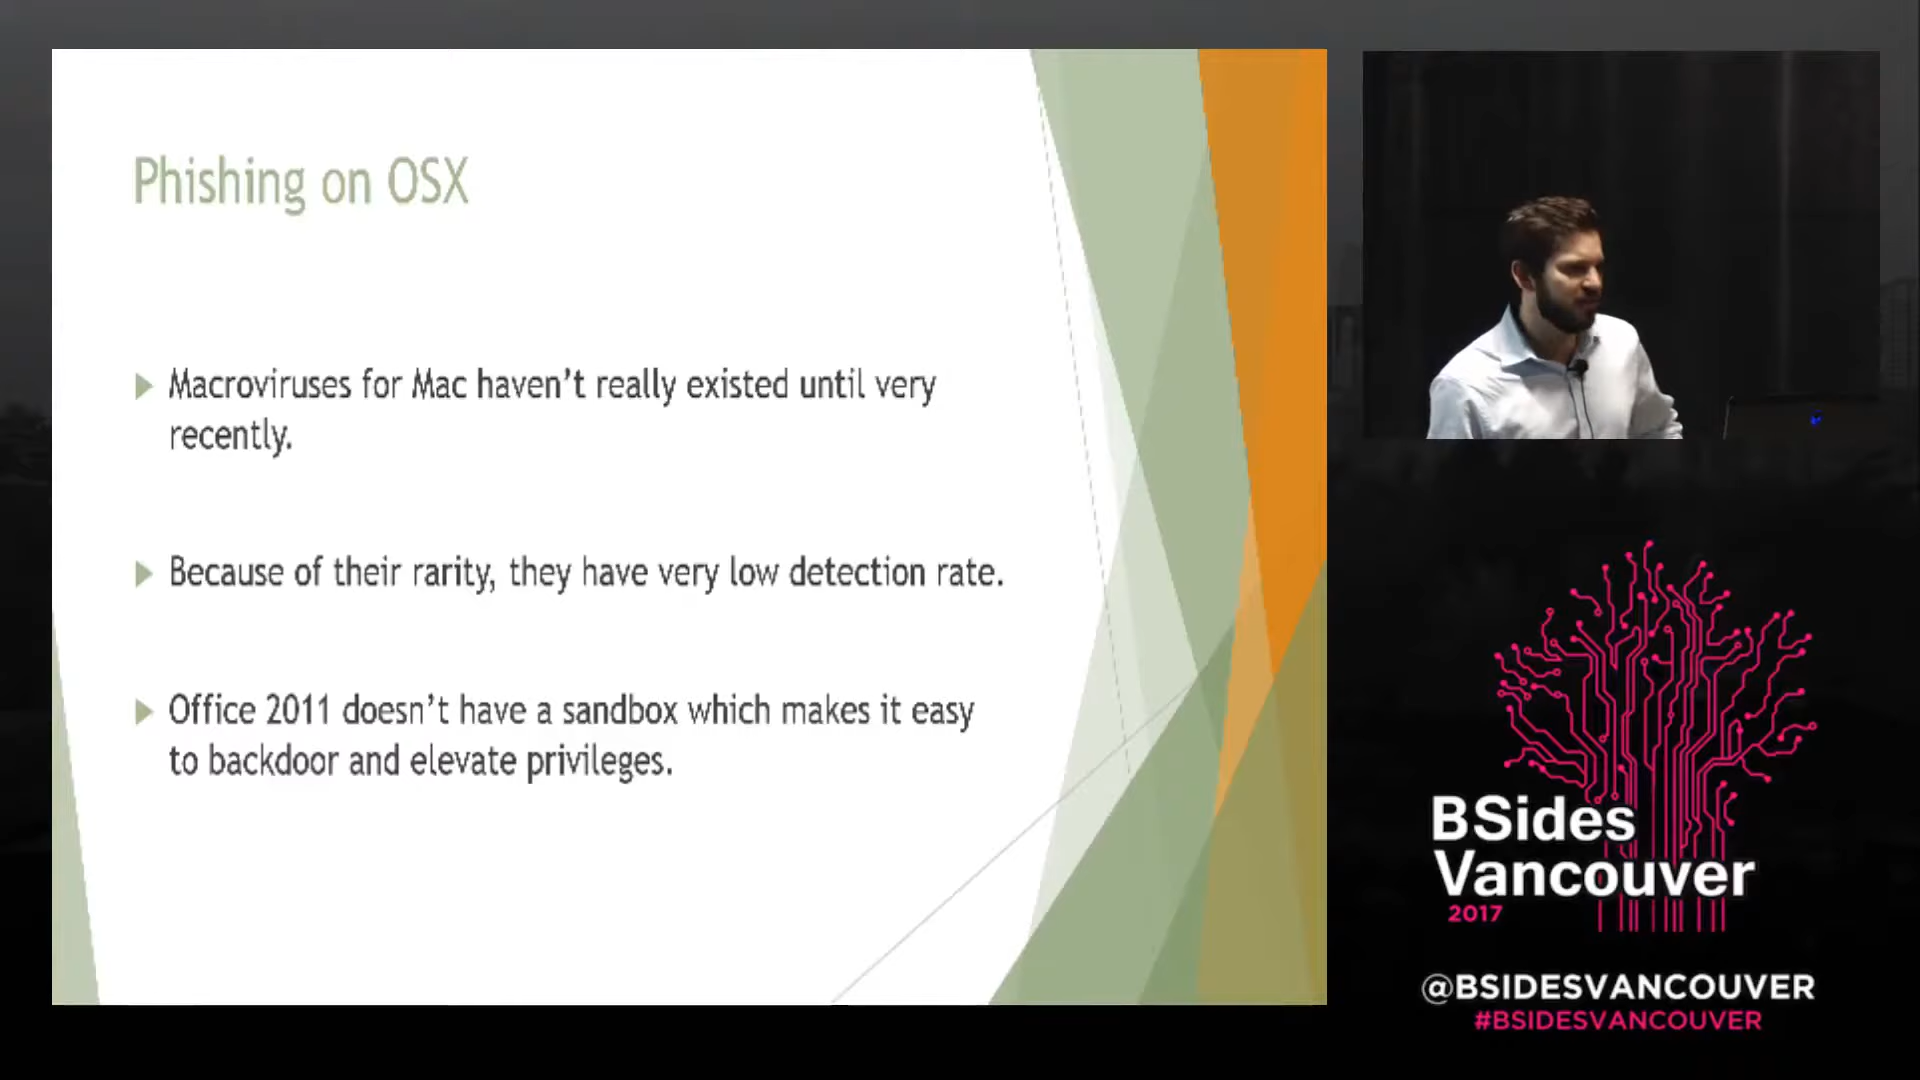 Phishing on OSX
Macroviruses for Mac haven't really existed until very
recently.
Because of their rarity, they have very low detection rate.
Office 2011 doesn't have a sandbox which makes it easy
to backdoor and elevate privileges.
BSides
Vancouver
2017
@BSIDESVANCOUVER
#BSIDESVANCOUVER